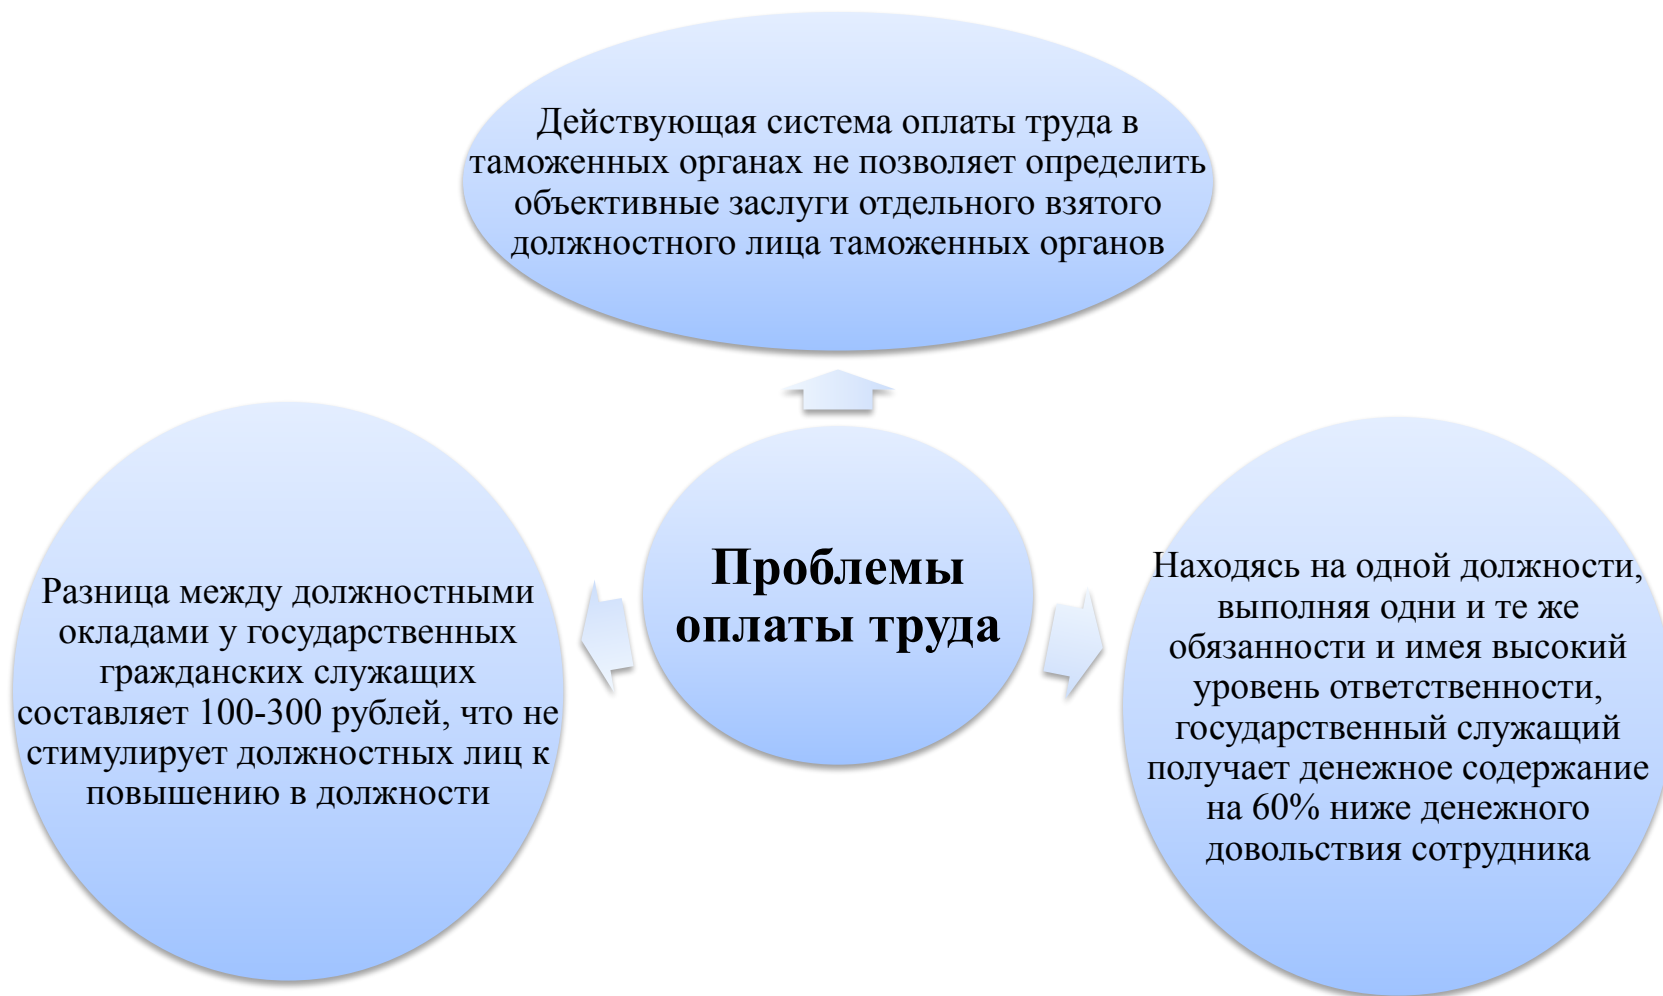 Действующая система оплаты труда в
таможенных органах не позволяет определить
объективные заслуги отдельного взятого
должностного лица таможенных органов
Проблемы
оплаты труда
Разница между должностными
окладами у государственных
гражданских служащих
составляет 100-300 рублей, что не
стимулирует должностных лиц к
повышению в должности
Находясь на одной должности,
выполняя одни и те же
обязанности и имея высокий
уровень ответственности,
государственный служащий
получает денежное содержание
на 60% ниже денежного
довольствия сотрудника